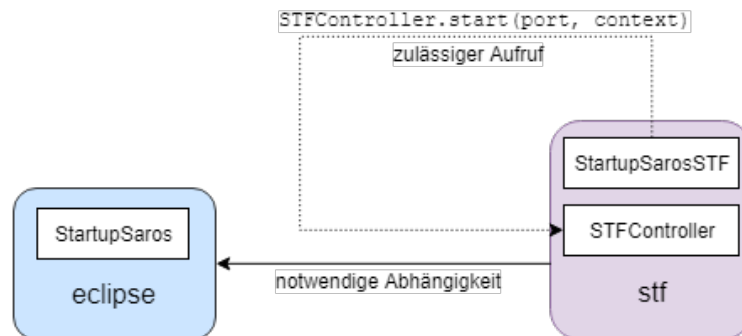 STFController.start(port, context)
zulässiger Aufruf
StartupSarosSTF
StartupSaros
STFController
notwendige Abhängigkeit
eclipse
stf